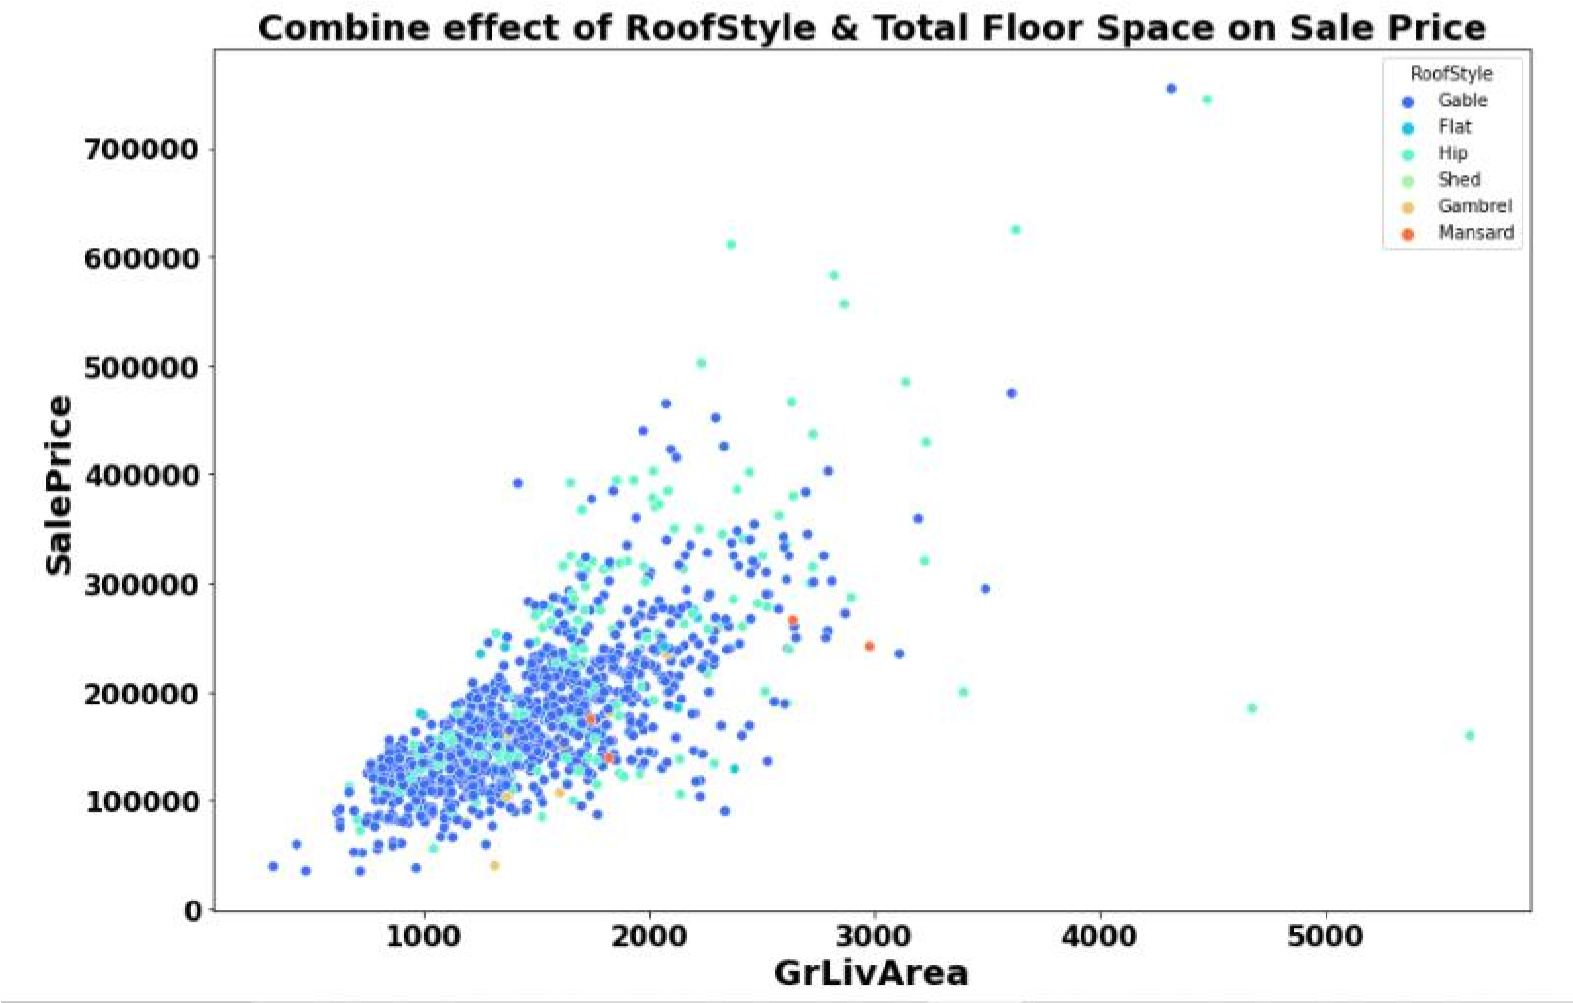 Combine effect of RoofStyle & Total Floor Space on Sale Price
RoofStyle
Gable
Flat
Hip
Shed
Gambrel
Mansard
700000
600000
500000
400000
300000
200000
100000
0
SalePrice
1000 2000 3000 4000 5000
GrLivArea